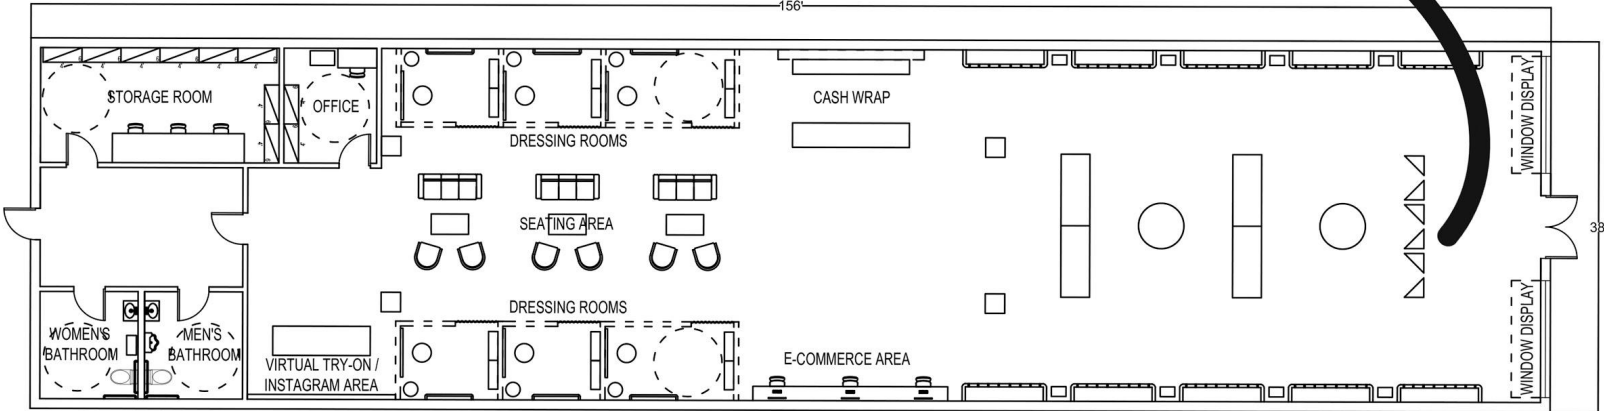 156'
STORAGE ROOM
OFFICE
DRESSING ROOMS
CASH WRAP
WINDOW DISPLAY
SEATING AREA
38
DRESSING ROOMS
WOMEN'S
BATHROOM
MEN'S
BATHROOM
VIRTUAL TRY-ON /
INSTAGRAM AREA
E-COMMERCE AREA
WINDOW DISPLAY